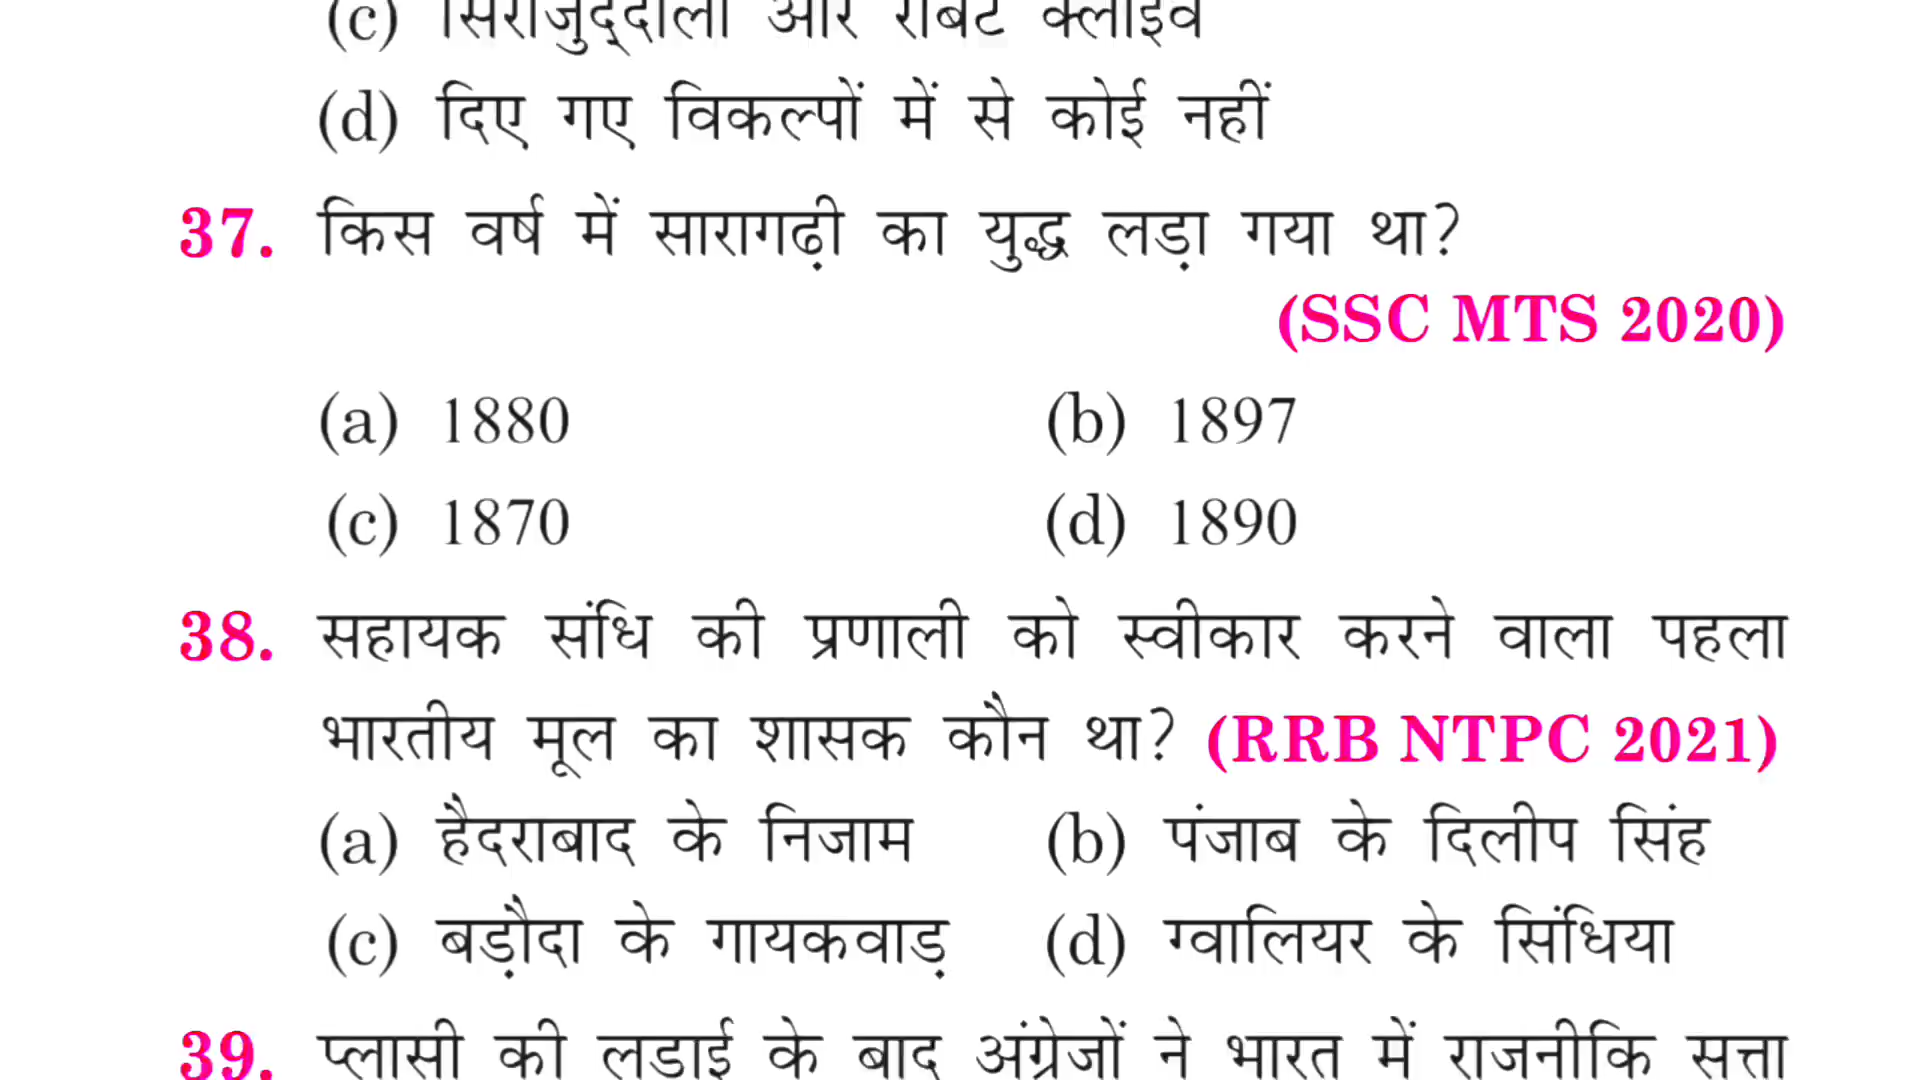 (c) सिराजुद्दौला और रॉबर्ट क्लाइव
(d) दिए गए विकल्पों में से कोई नहीं
37. किस वर्ष में सारागढ़ी का युद्ध लड़ा गया था?
(SSC MTS 2020)
(a) 1880 (b) 1897
(c) 1870 (d) 1890
38. सहायक संधि की प्रणाली को स्वीकार करने वाला पहला
भारतीय मूल का शासक कौन था? (RRB NTPC 2021)
(a) हैदराबाद के निजाम (b) पंजाब के दिलीप सिंह
(c) बड़ौदा के गायकवाड़ (d) ग्वालियर के सिंधिया
39. प्लासी की लडाई के बाद अंग्रेजों ने भारत में राजनीकि सत्ता